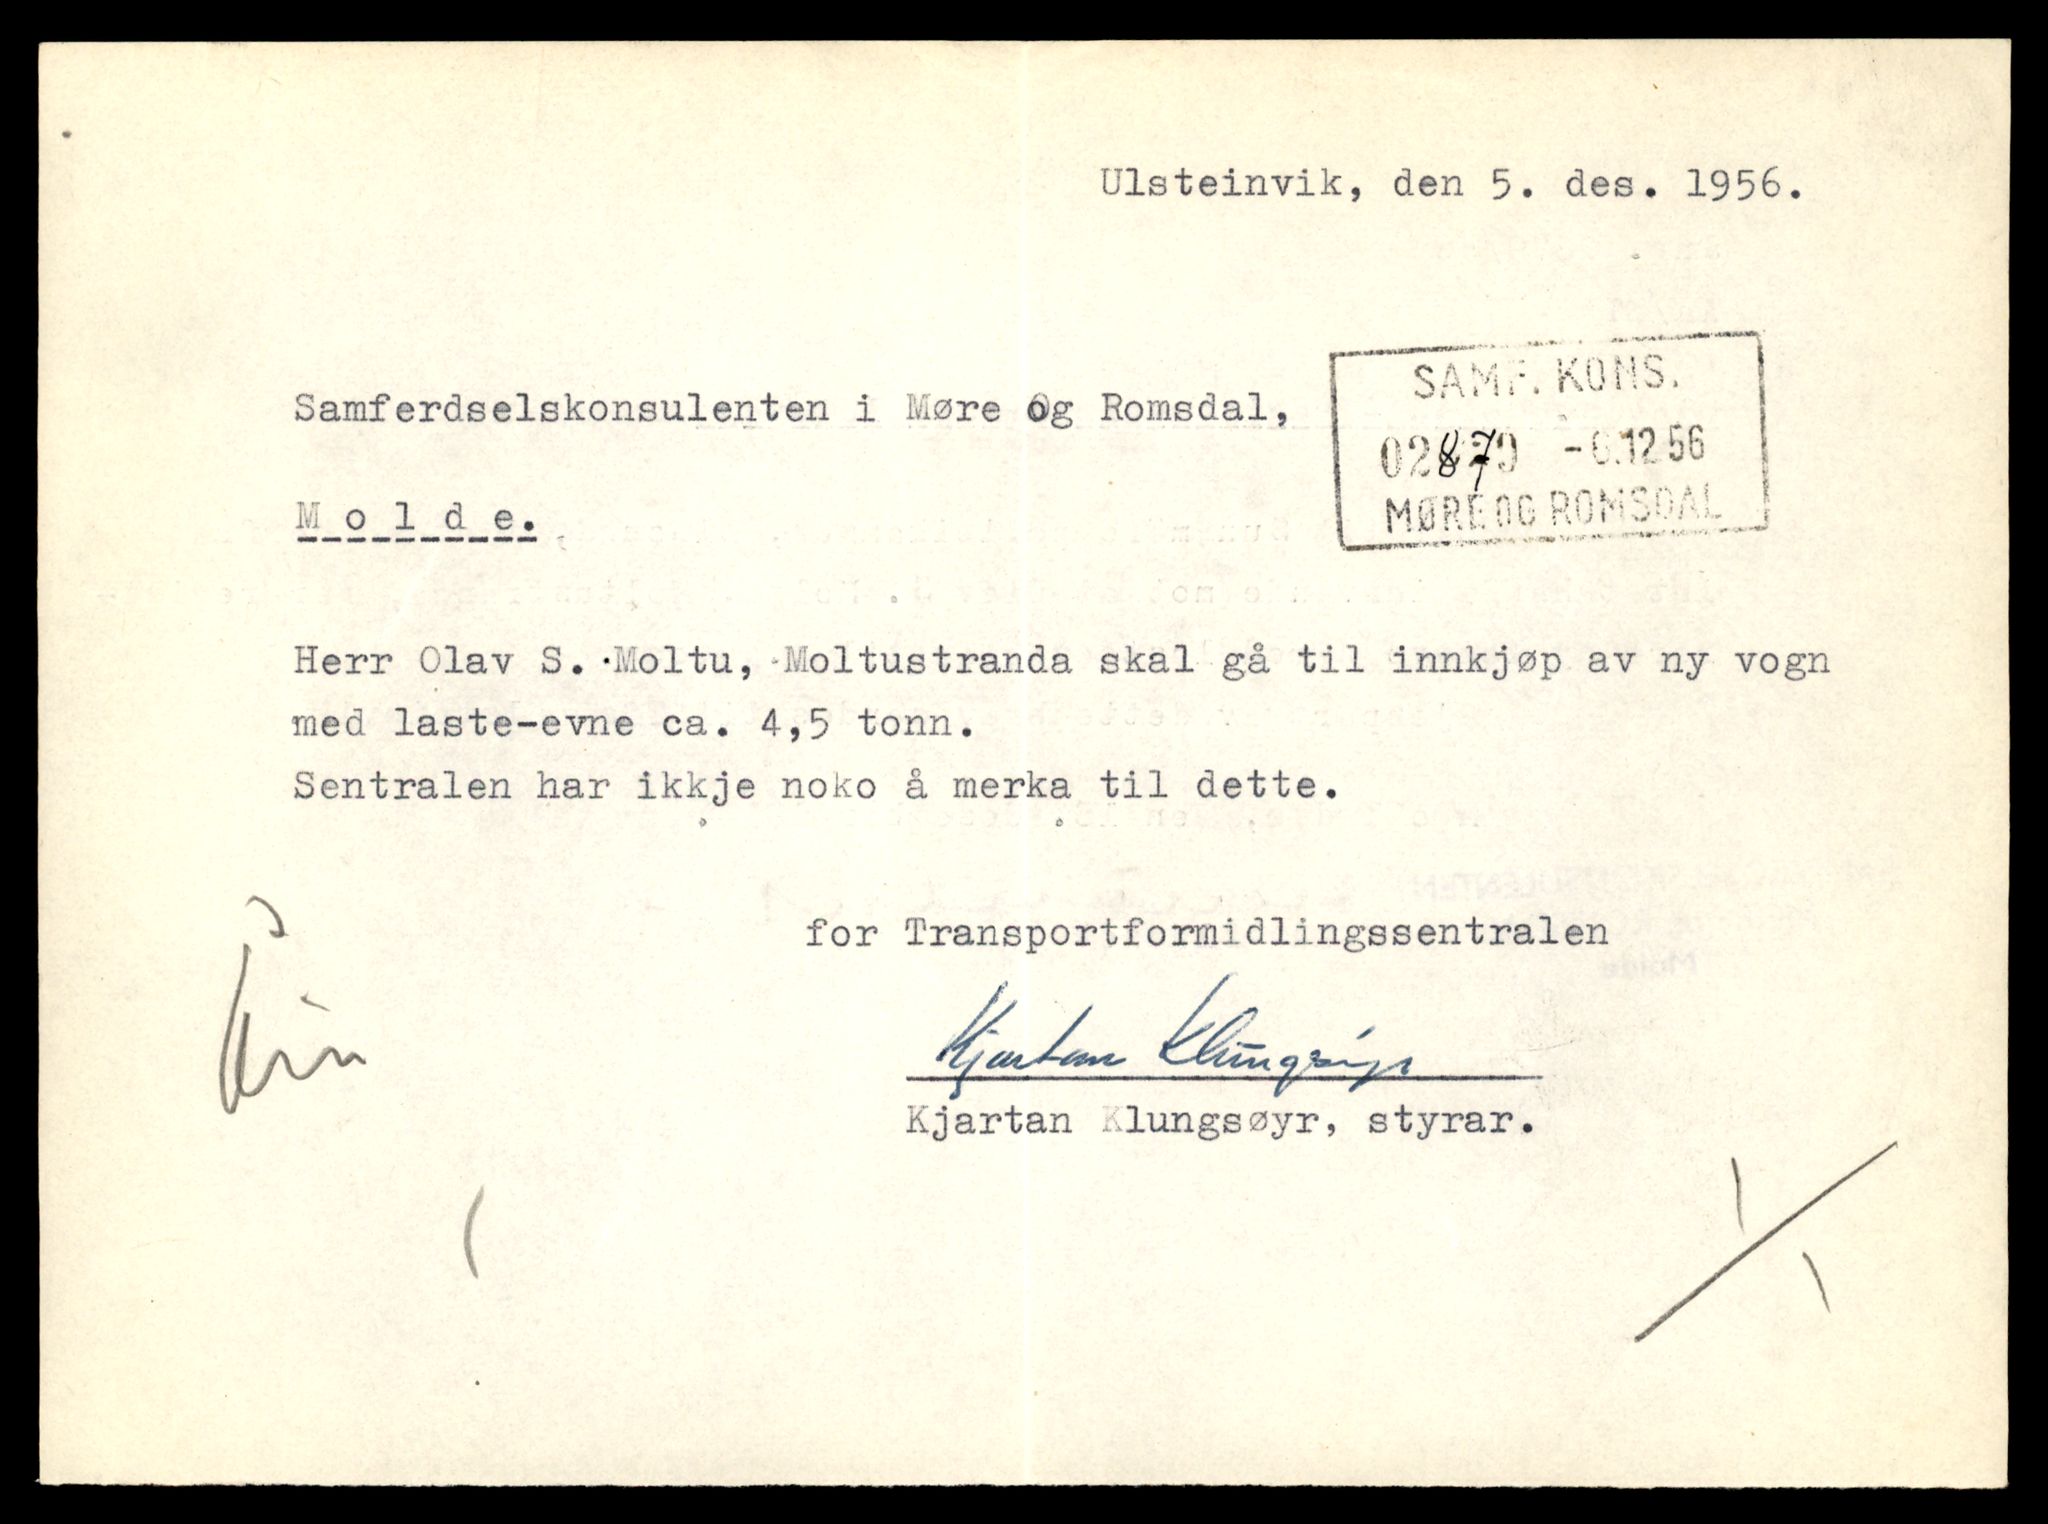 Ulsteinvik, den 5. des. 1956.
SAMF. KONS.
Samferdselskonsulenten i Møre og Romsdal,
-6.12 56
MØRE OG ROMSDAL
M o l d e.
Herr Olav S. Moltu, Moltustranda skal gå til innkjøp av ny vogn
med laste-evne ca. 4,5 tonn.
Sentralen har ikkje noko å merka til dette.
for Transportformidlingssentralen
Kjartan Klungsøyr
Kjartan Klungsøyr, styrar.